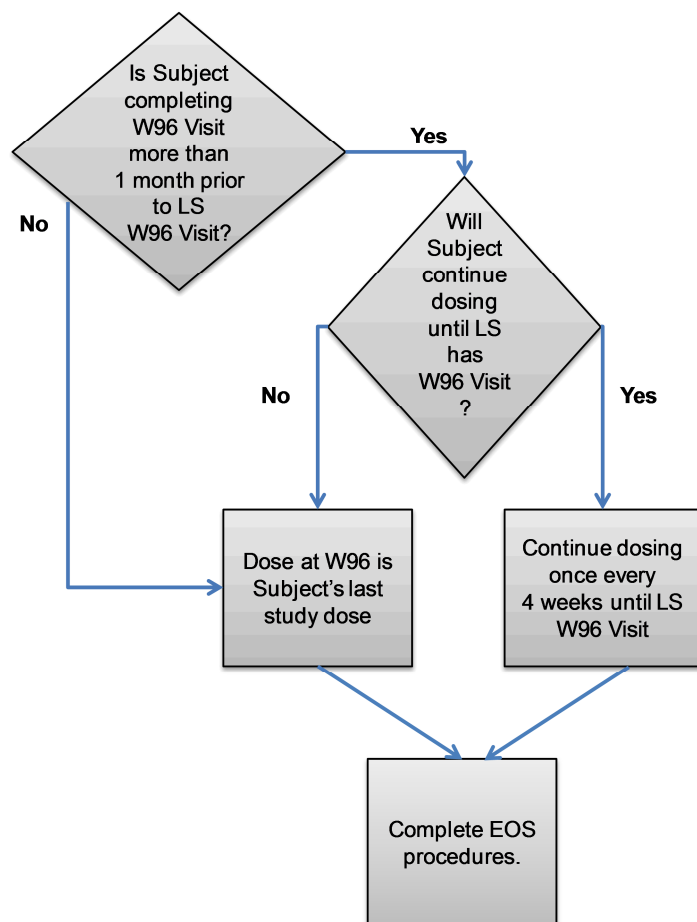 Is Subject
completing
W96 Visit
more than
1 month prior
to LS
W96 Visit?
Yes
No
Will
Subject
continue
dosing
until LS
has
W96 Visit
?
No
Yes
Dose at W96 is
Subject's last
study dose
Continue dosing
once every
4 weeks until LS
W96 Visit
Complete EOS
procedures.